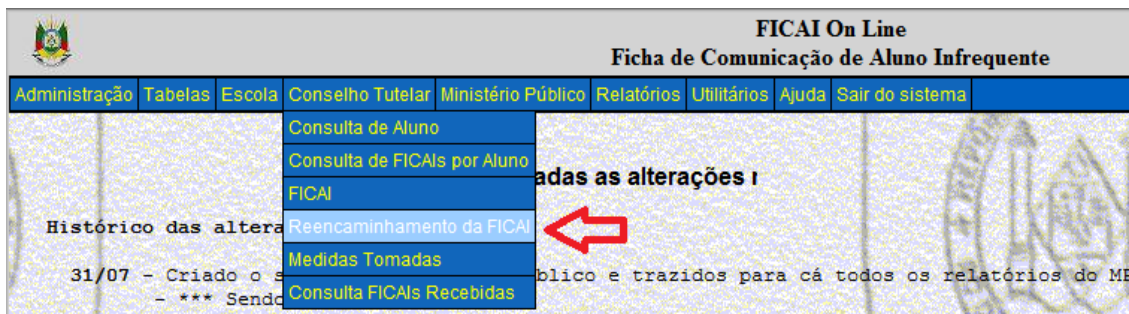 FICAI On Line
Ficha de Comunicação de Aluno Infrequente
Administração Tabelas Escola Conselho Tutelar Ministério Público Relatórios Utilitários Ajuda Sair do sistema
Consulta de Aluno
Consulta de FICAIs por Aluno
adas as alterações r
FICAI
Histórico das altera
Reencaminhamento da FICAI
Medidas Tomadas
31/07 - Criado o s blico e trazidos para cá todos os relatórios do MP
- *** Sendo
Consulta FICAIs Recebidas